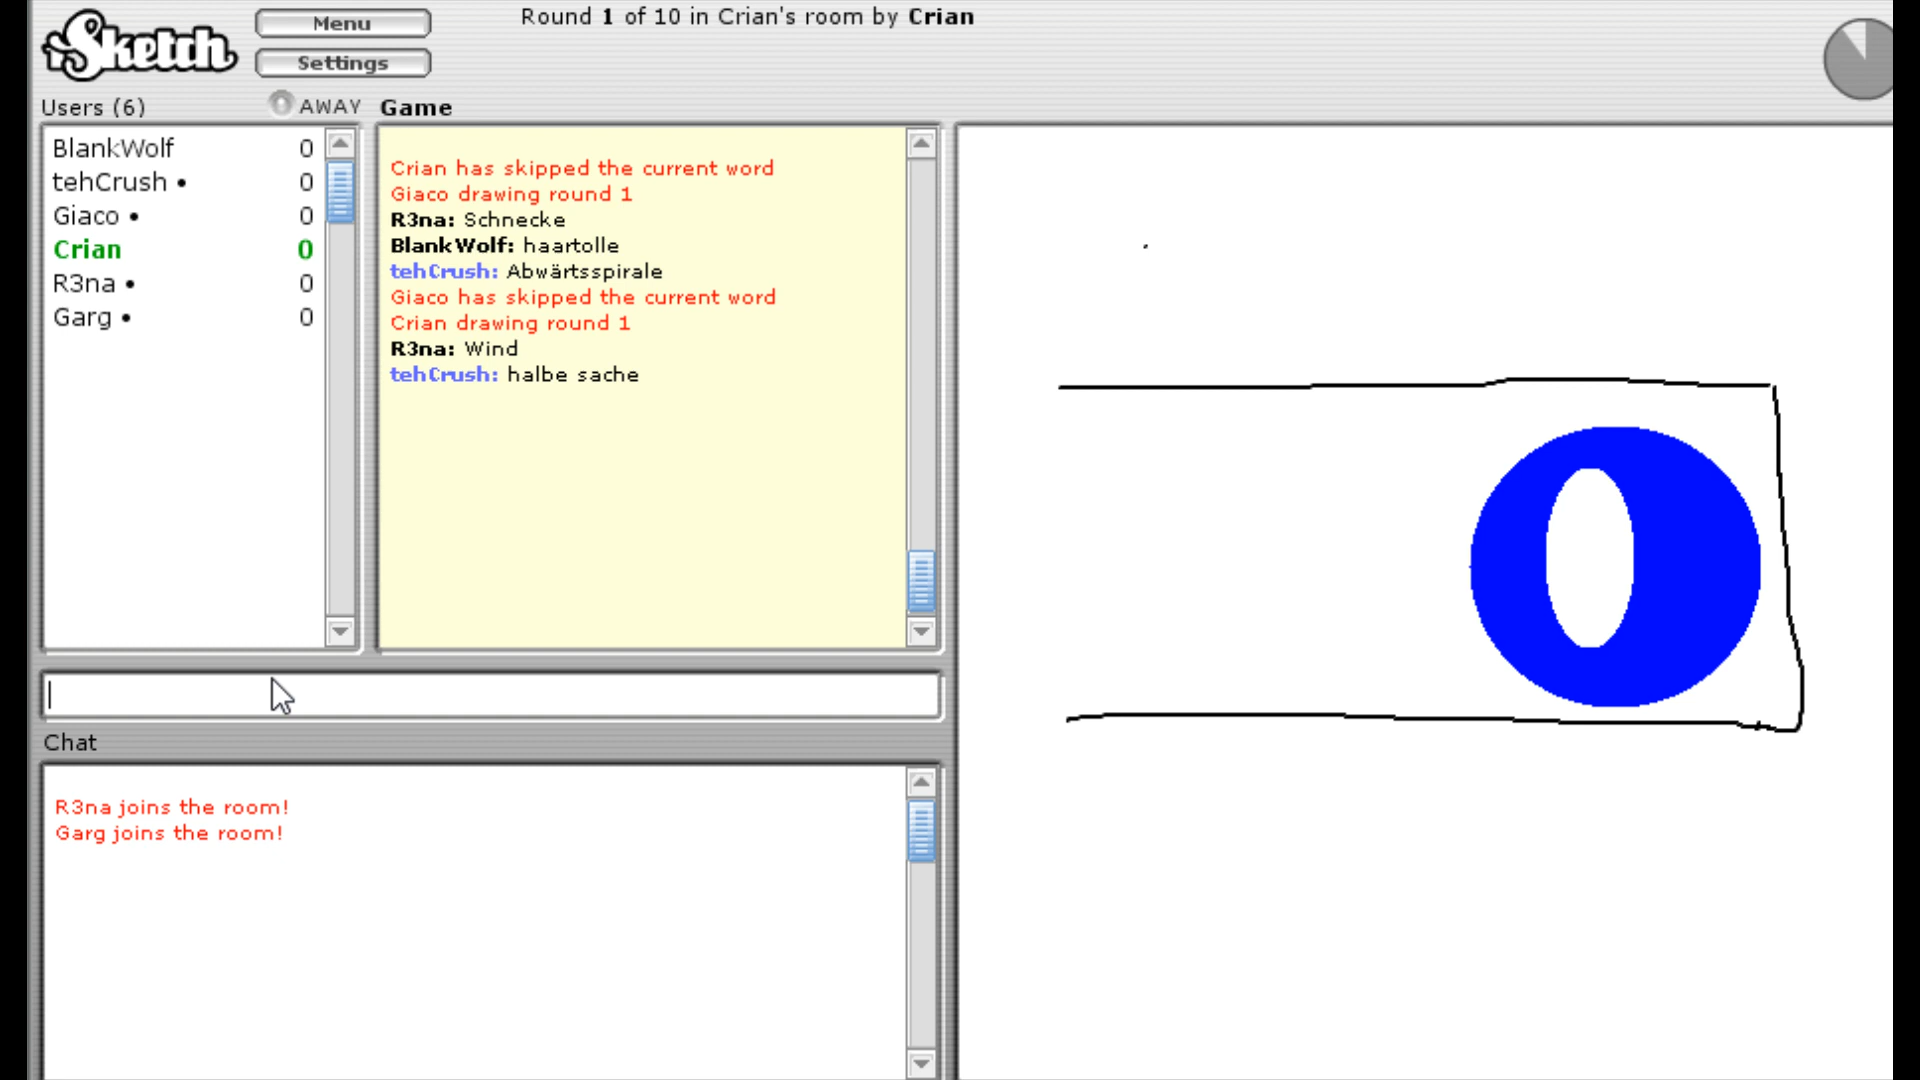 iSketch
Menu
Settings
Round 1 of 10 in Crian's room by Crian
Users (6)
AWAY
Game
BlankWolf 0
tehCrush • 0
Giaco • 0
Crian 0
R3na • 0
Garg • 0
Crian has skipped the current word
Giaco drawing round 1
R3na: Schnecke
BlankWolf: haartolle
tehCrush: Abwärtsspirale
Giaco has skipped the current word
Crian drawing round 1
R3na: Wind
tehCrush: halbe sache
Chat
R3na joins the room!
Garg joins the room!